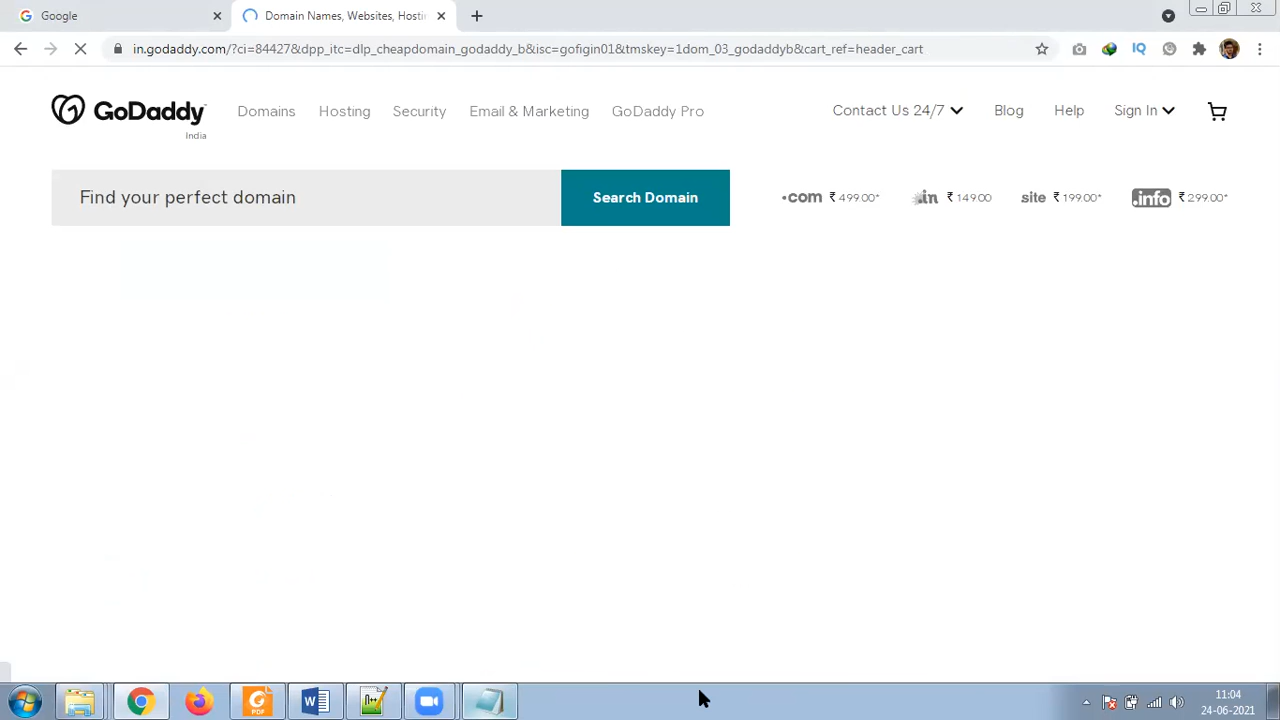 Google
Domain Names, Websites, Hosti
in.godaddy.com/?ci=84427&dpp_itc=dlp_cheapdomain_godaddy_b&isc=gofigin01&tmskey=1dom_03_godaddyb&cart_ref=header_cart
GoDaddy
India
Domains Hosting Security Email & Marketing GoDaddy Pro
Contact Us 24/7 Blog Help Sign In
Find your perfect domain
Search Domain
.com ₹ 499.00* .in ₹ 149.00 site ₹ 199.00* .info ₹ 299.00*
PDF
11:04
24-06-2021